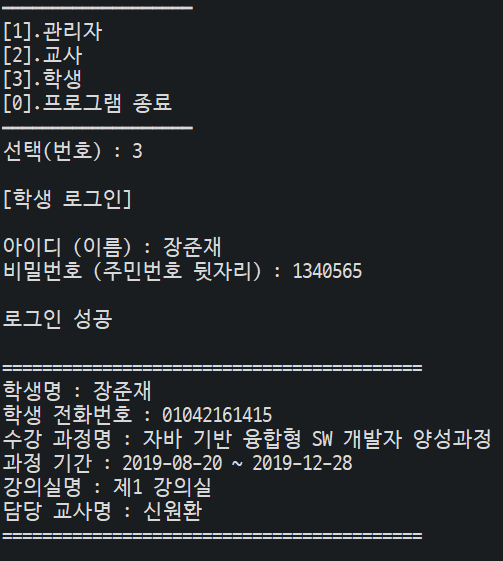 [1].관리자
[2].교사
[3].학생
[0].프로그램 종료
선택(번호) : 3
[학생 로그인]
아이디 (이름) : 장준재
비밀번호 (주민번호 뒷자리) : 1340565
로그인 성공
==========================================
학생명 : 장준재
학생 전화번호 : 01042161415
수강 과정명 : 자바 기반 융합형 SW 개발자 양성과정
과정 기간 : 2019-08-20 ~ 2019-12-28
강의실명 : 제1 강의실
담당 교사명 : 신원환
==========================================